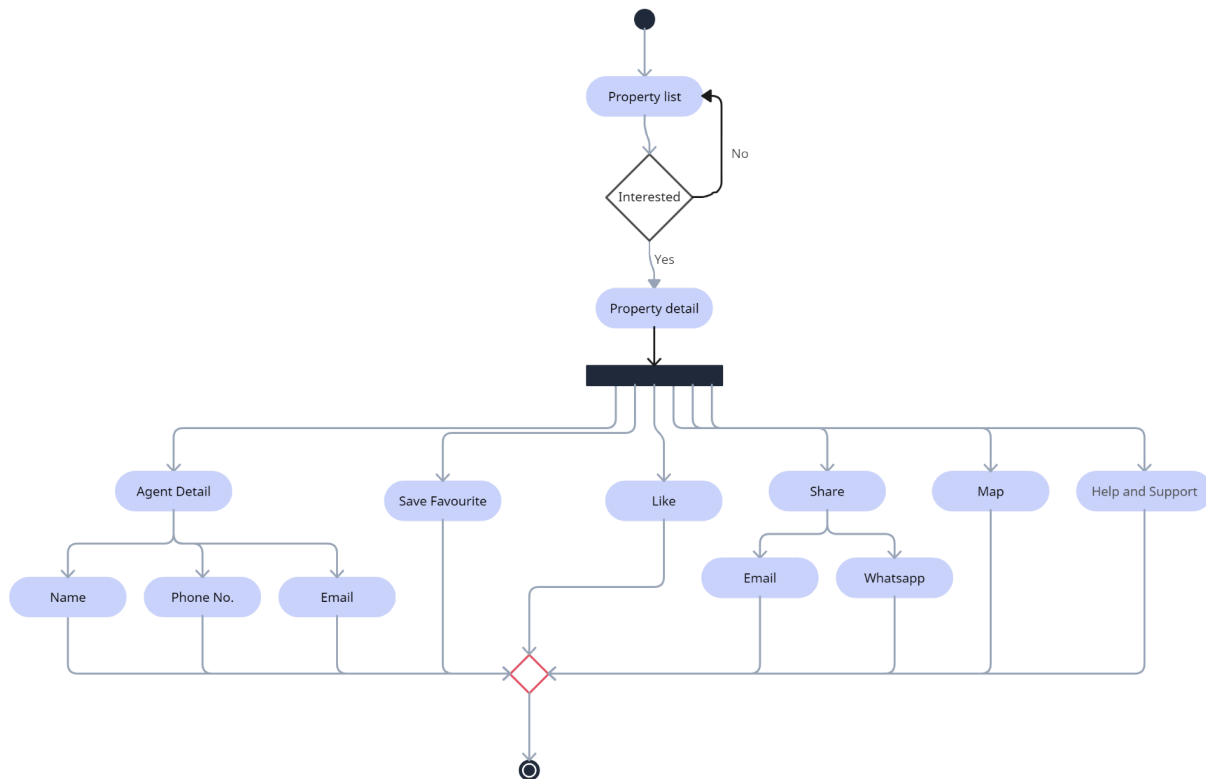 Property list
No
Interested
Yes
Property detail
Agent Detail
Save Favourite
Like
Share
Map
Help and Support
Name
Phone No.
Email
Email
Whatsapp